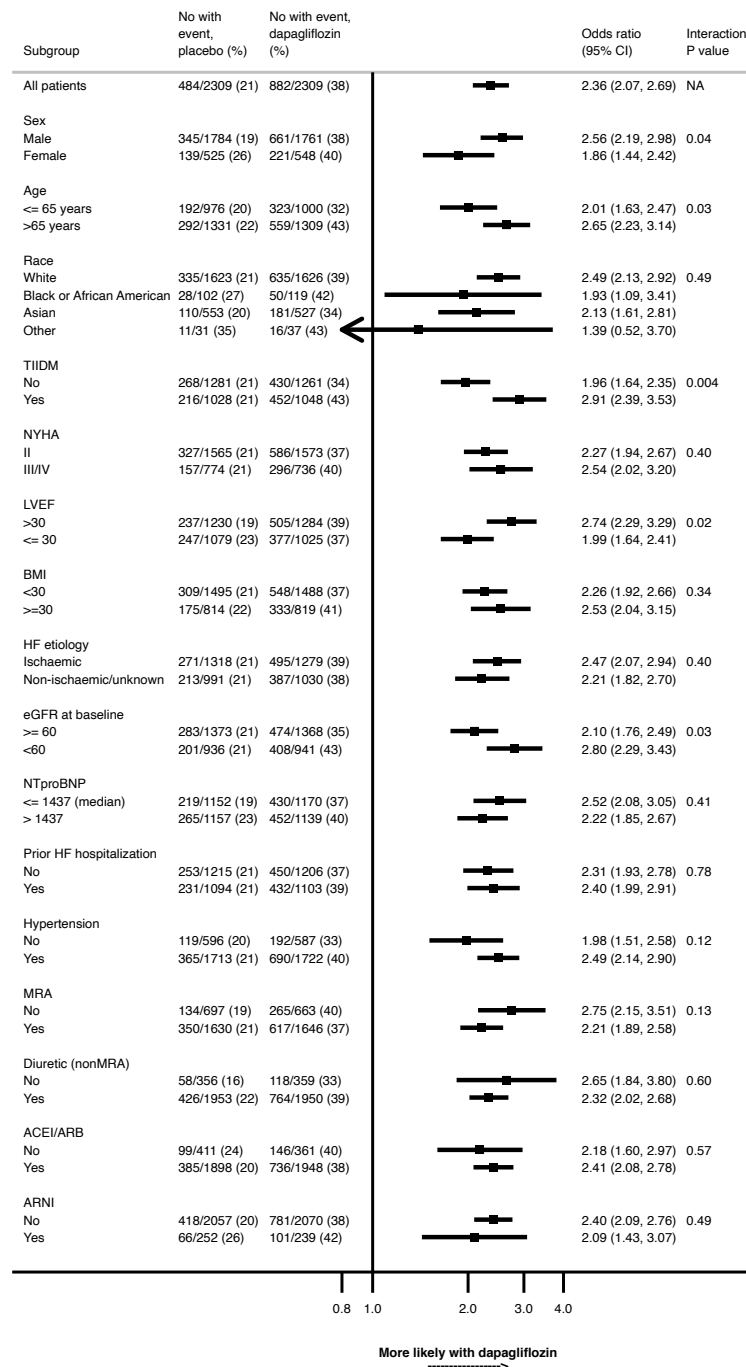 No with event, placebo (%) No with event, dapagliflozin (%)
Subgroup Odds ratio (95% CI) Interaction P value
All patients 484/2309 (21) 882/2309 (38) 2.36 (2.07, 2.69) NA
Sex
Male 345/1784 (19) 661/1761 (38) 2.56 (2.19, 2.98) 0.04
Female 139/525 (26) 221/548 (40) 1.86 (1.44, 2.42)
Age
<= 65 years 192/976 (20) 323/1000 (32) 2.01 (1.63, 2.47) 0.03
>65 years 292/1331 (22) 559/1309 (43) 2.65 (2.23, 3.14)
Race
White 335/1623 (21) 635/1626 (39) 2.49 (2.13, 2.92) 0.49
Black or African American 28/102 (27) 50/119 (42) 1.93 (1.09, 3.41)
Asian 110/553 (20) 181/527 (34) 2.13 (1.61, 2.81)
Other 11/31 (35) 16/37 (43) 1.39 (0.52, 3.70)
TIIDM
No 268/1281 (21) 430/1261 (34) 1.96 (1.64, 2.35) 0.004
Yes 216/1028 (21) 452/1048 (43) 2.91 (2.39, 3.53)
NYHA
II 327/1565 (21) 586/1573 (37) 2.27 (1.94, 2.67) 0.40
III/IV 157/774 (21) 296/736 (40) 2.54 (2.02, 3.20)
LVEF
>30 237/1230 (19) 505/1284 (39) 2.74 (2.29, 3.29) 0.02
<= 30 247/1079 (23) 377/1025 (37) 1.99 (1.64, 2.41)
BMI
<30 309/1495 (21) 548/1488 (37) 2.26 (1.92, 2.66) 0.34
>=30 175/814 (22) 333/819 (41) 2.53 (2.04, 3.15)
HF etiology
Ischaemic 271/1318 (21) 495/1279 (39) 2.47 (2.07, 2.94) 0.40
Non-ischaemic/unknown 213/991 (21) 387/1030 (38) 2.21 (1.82, 2.70)
eGFR at baseline
>= 60 283/1373 (21) 474/1368 (35) 2.10 (1.76, 2.49) 0.03
<60 201/936 (21) 408/941 (43) 2.80 (2.29, 3.43)
NTproBNP
<= 1437 (median) 219/1152 (19) 430/1170 (37) 2.52 (2.08, 3.05) 0.41
> 1437 265/1157 (23) 452/1139 (40) 2.22 (1.85, 2.67)
Prior HF hospitalization
No 253/1215 (21) 450/1206 (37) 2.31 (1.93, 2.78) 0.78
Yes 231/1094 (21) 432/1103 (39) 2.40 (1.99, 2.91)
Hypertension
No 119/596 (20) 192/587 (33) 1.98 (1.51, 2.58) 0.12
Yes 365/1713 (21) 690/1722 (40) 2.49 (2.14, 2.90)
MRA
No 134/697 (19) 265/663 (40) 2.75 (2.15, 3.51) 0.13
Yes 350/1630 (21) 617/1646 (37) 2.21 (1.89, 2.58)
Diuretic (nonMRA)
No 58/356 (16) 118/359 (33) 2.65 (1.84, 3.80) 0.60
Yes 426/1953 (22) 764/1950 (39) 2.32 (2.02, 2.68)
ACEI/ARB
No 99/411 (24) 146/361 (40) 2.18 (1.60, 2.97) 0.57
Yes 385/1898 (20) 736/1948 (38) 2.41 (2.08, 2.78)
ARNI
No 418/2057 (20) 781/2070 (38) 2.40 (2.09, 2.76) 0.49
Yes 66/252 (26) 101/239 (42) 2.09 (1.43, 3.07)
0.8 1.0 2.0 3.0 4.0
More likely with dapagliflozin
----------------->